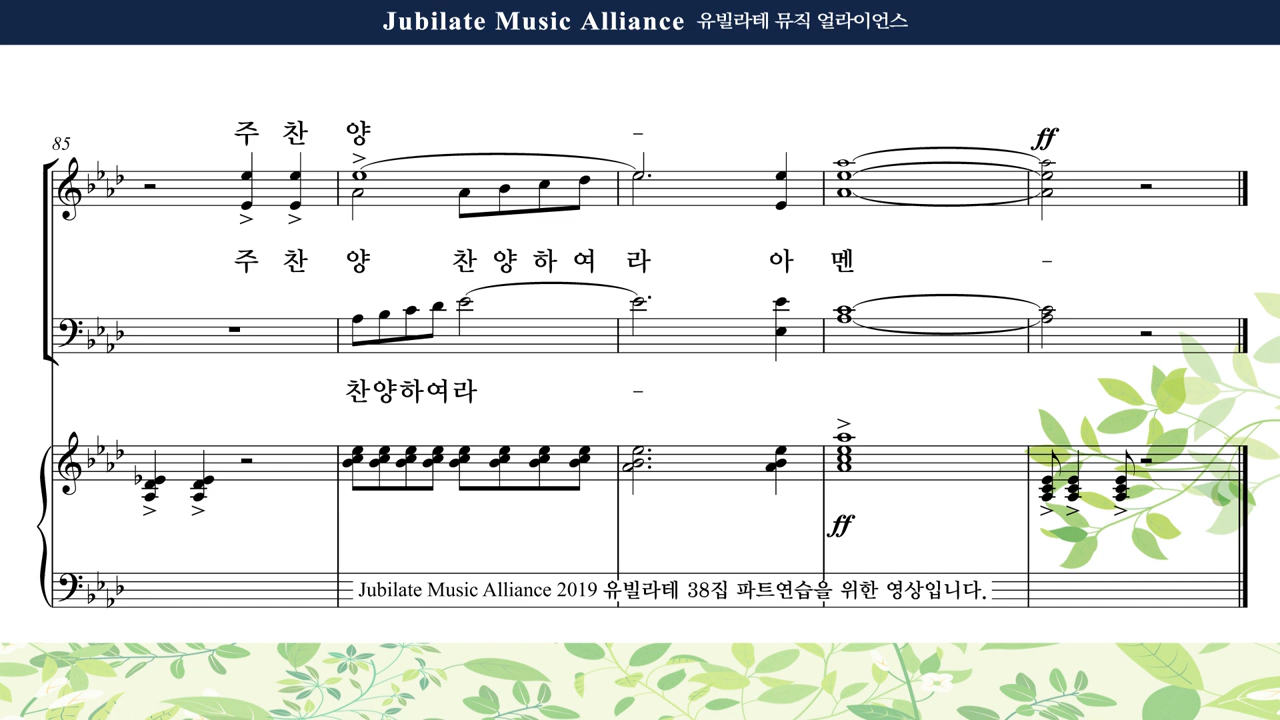 Jubilate Music Alliance 유빌라테 뮤직 얼라이언스
85
주 찬 양 -
ff
주 찬 양 찬 양 하 여 라 아 멘 -
찬양하여라 -
ff
Jubilate Music Alliance 2019 유빌라테 38집 파트연습을 위한 영상입니다.